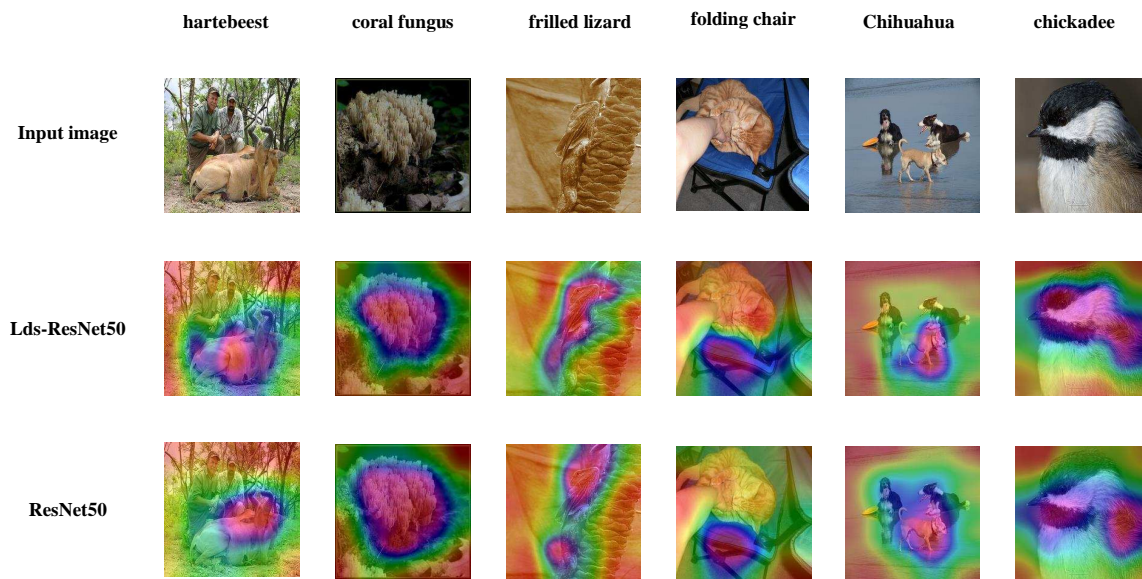 hartebeest coral fungus frilled lizard folding chair Chihuahua chickadee
Input image
Lds-ResNet50
ResNet50